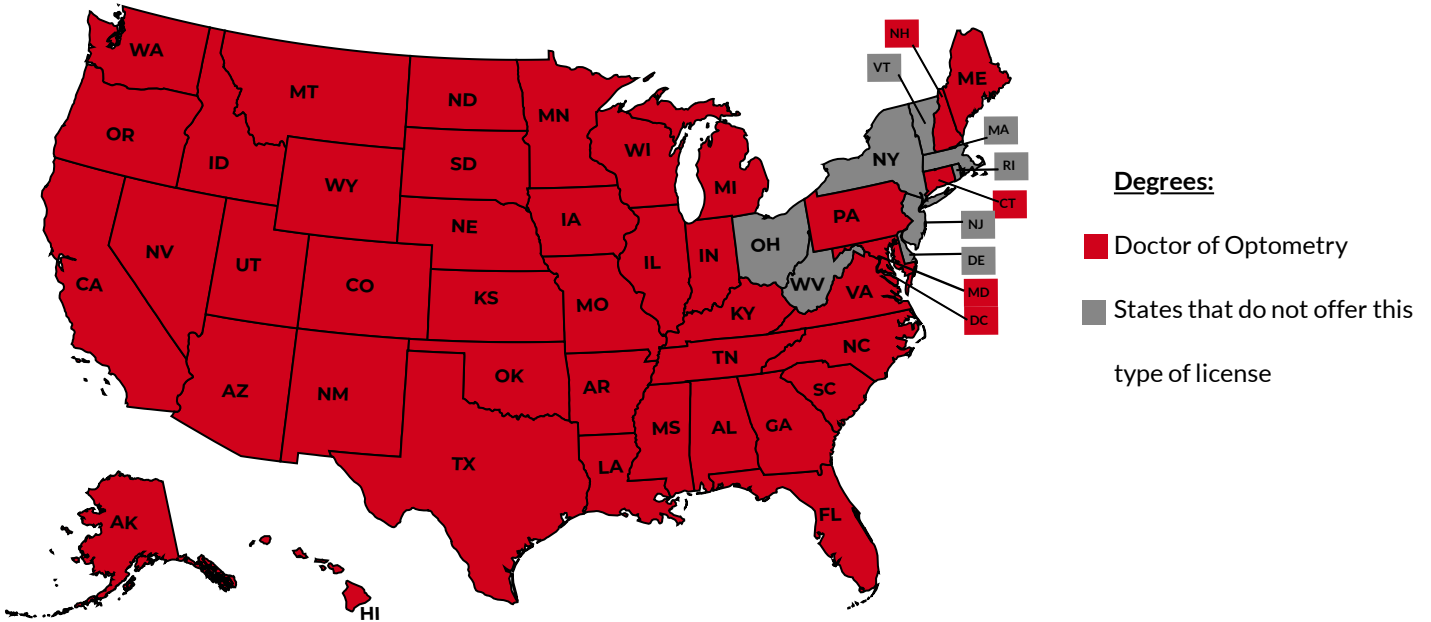 WA
MT
ND
MN
OR
ID
WY
SD
WI
MI
NY
ME
NH
VT
MA
RI
CT
NJ
DE
MD
DC
NV
UT
CO
NE
IA
IL
IN
OH
PA
WV
VA
CA
KS
MO
KY
AZ
NM
OK
AR
TN
NC
SC
TX
LA
MS
AL
GA
FL
AK
HI
Degrees:
Doctor of Optometry
States that do not offer this
type of license